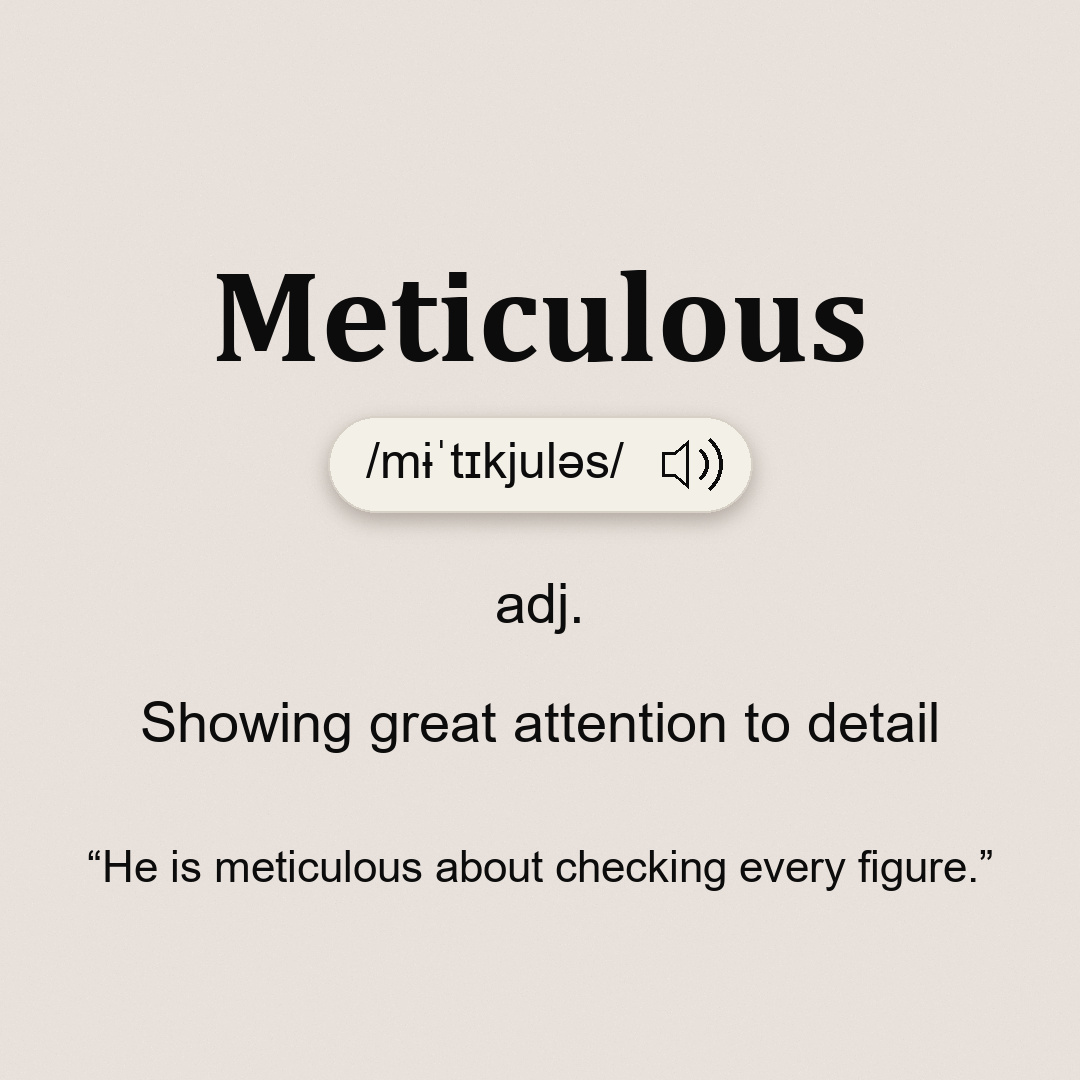 Meticulous
/mɨˈtɪkjuləs/
adj.
Showing great attention to detail
“He is meticulous about checking every figure.”